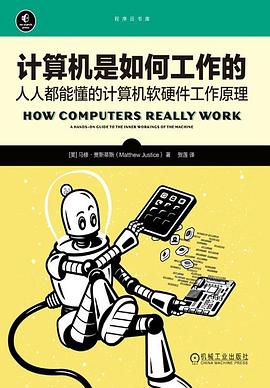 程序员书库
计算机是如何工作的
人人都能懂的计算机软硬件工作原理
HOW COMPUTERS REALLY WORK
A HANDS-ON GUIDE TO THE INNER WORKINGS OF THE MACHINE
[美] 马修·贾斯蒂斯 (Matthew Justice) 著 贺莲 译
机械工业出版社
CHINA MACHINE PRESS